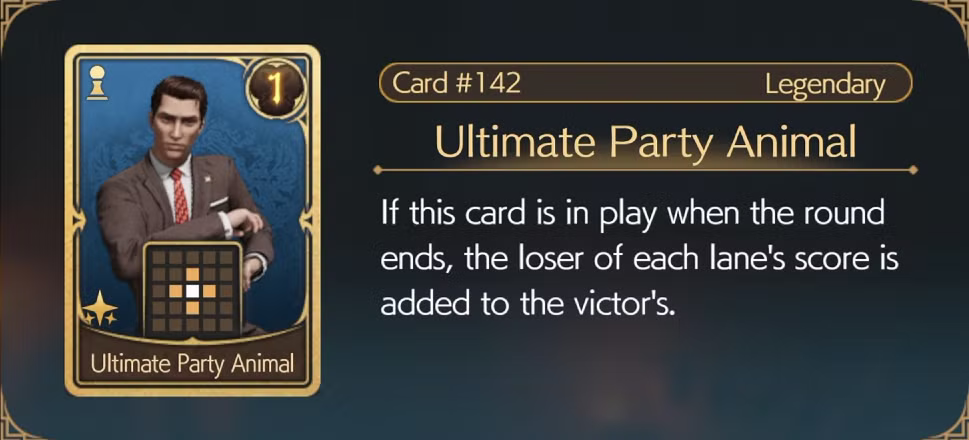 1
Ultimate Party Animal
Card #142 Legendary
Ultimate Party Animal
If this card is in play when the round
ends, the loser of each lane's score is
added to the victor's.